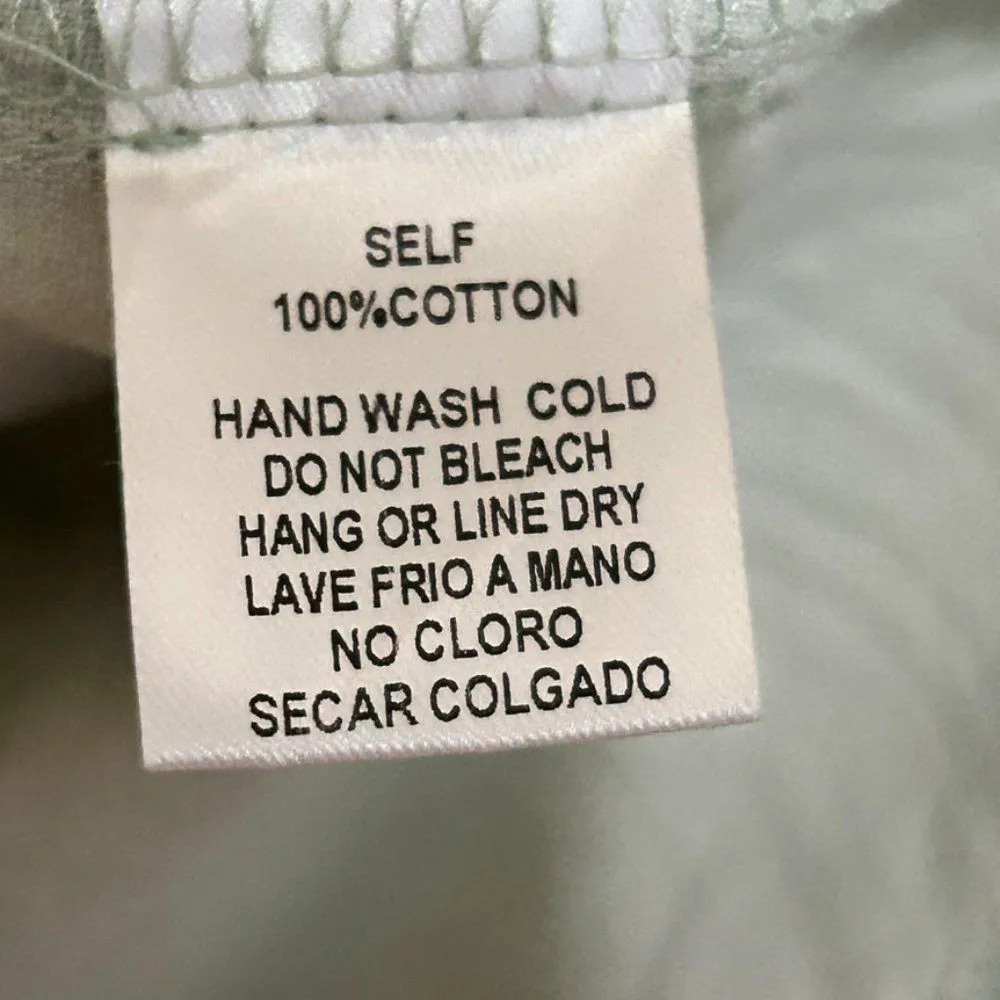 SELF
100%COTTON
HAND WASH COLD
DO NOT BLEACH
HANG OR LINE DRY
LAVE FRIO A MANO
NO CLORO
SECAR COLGADO